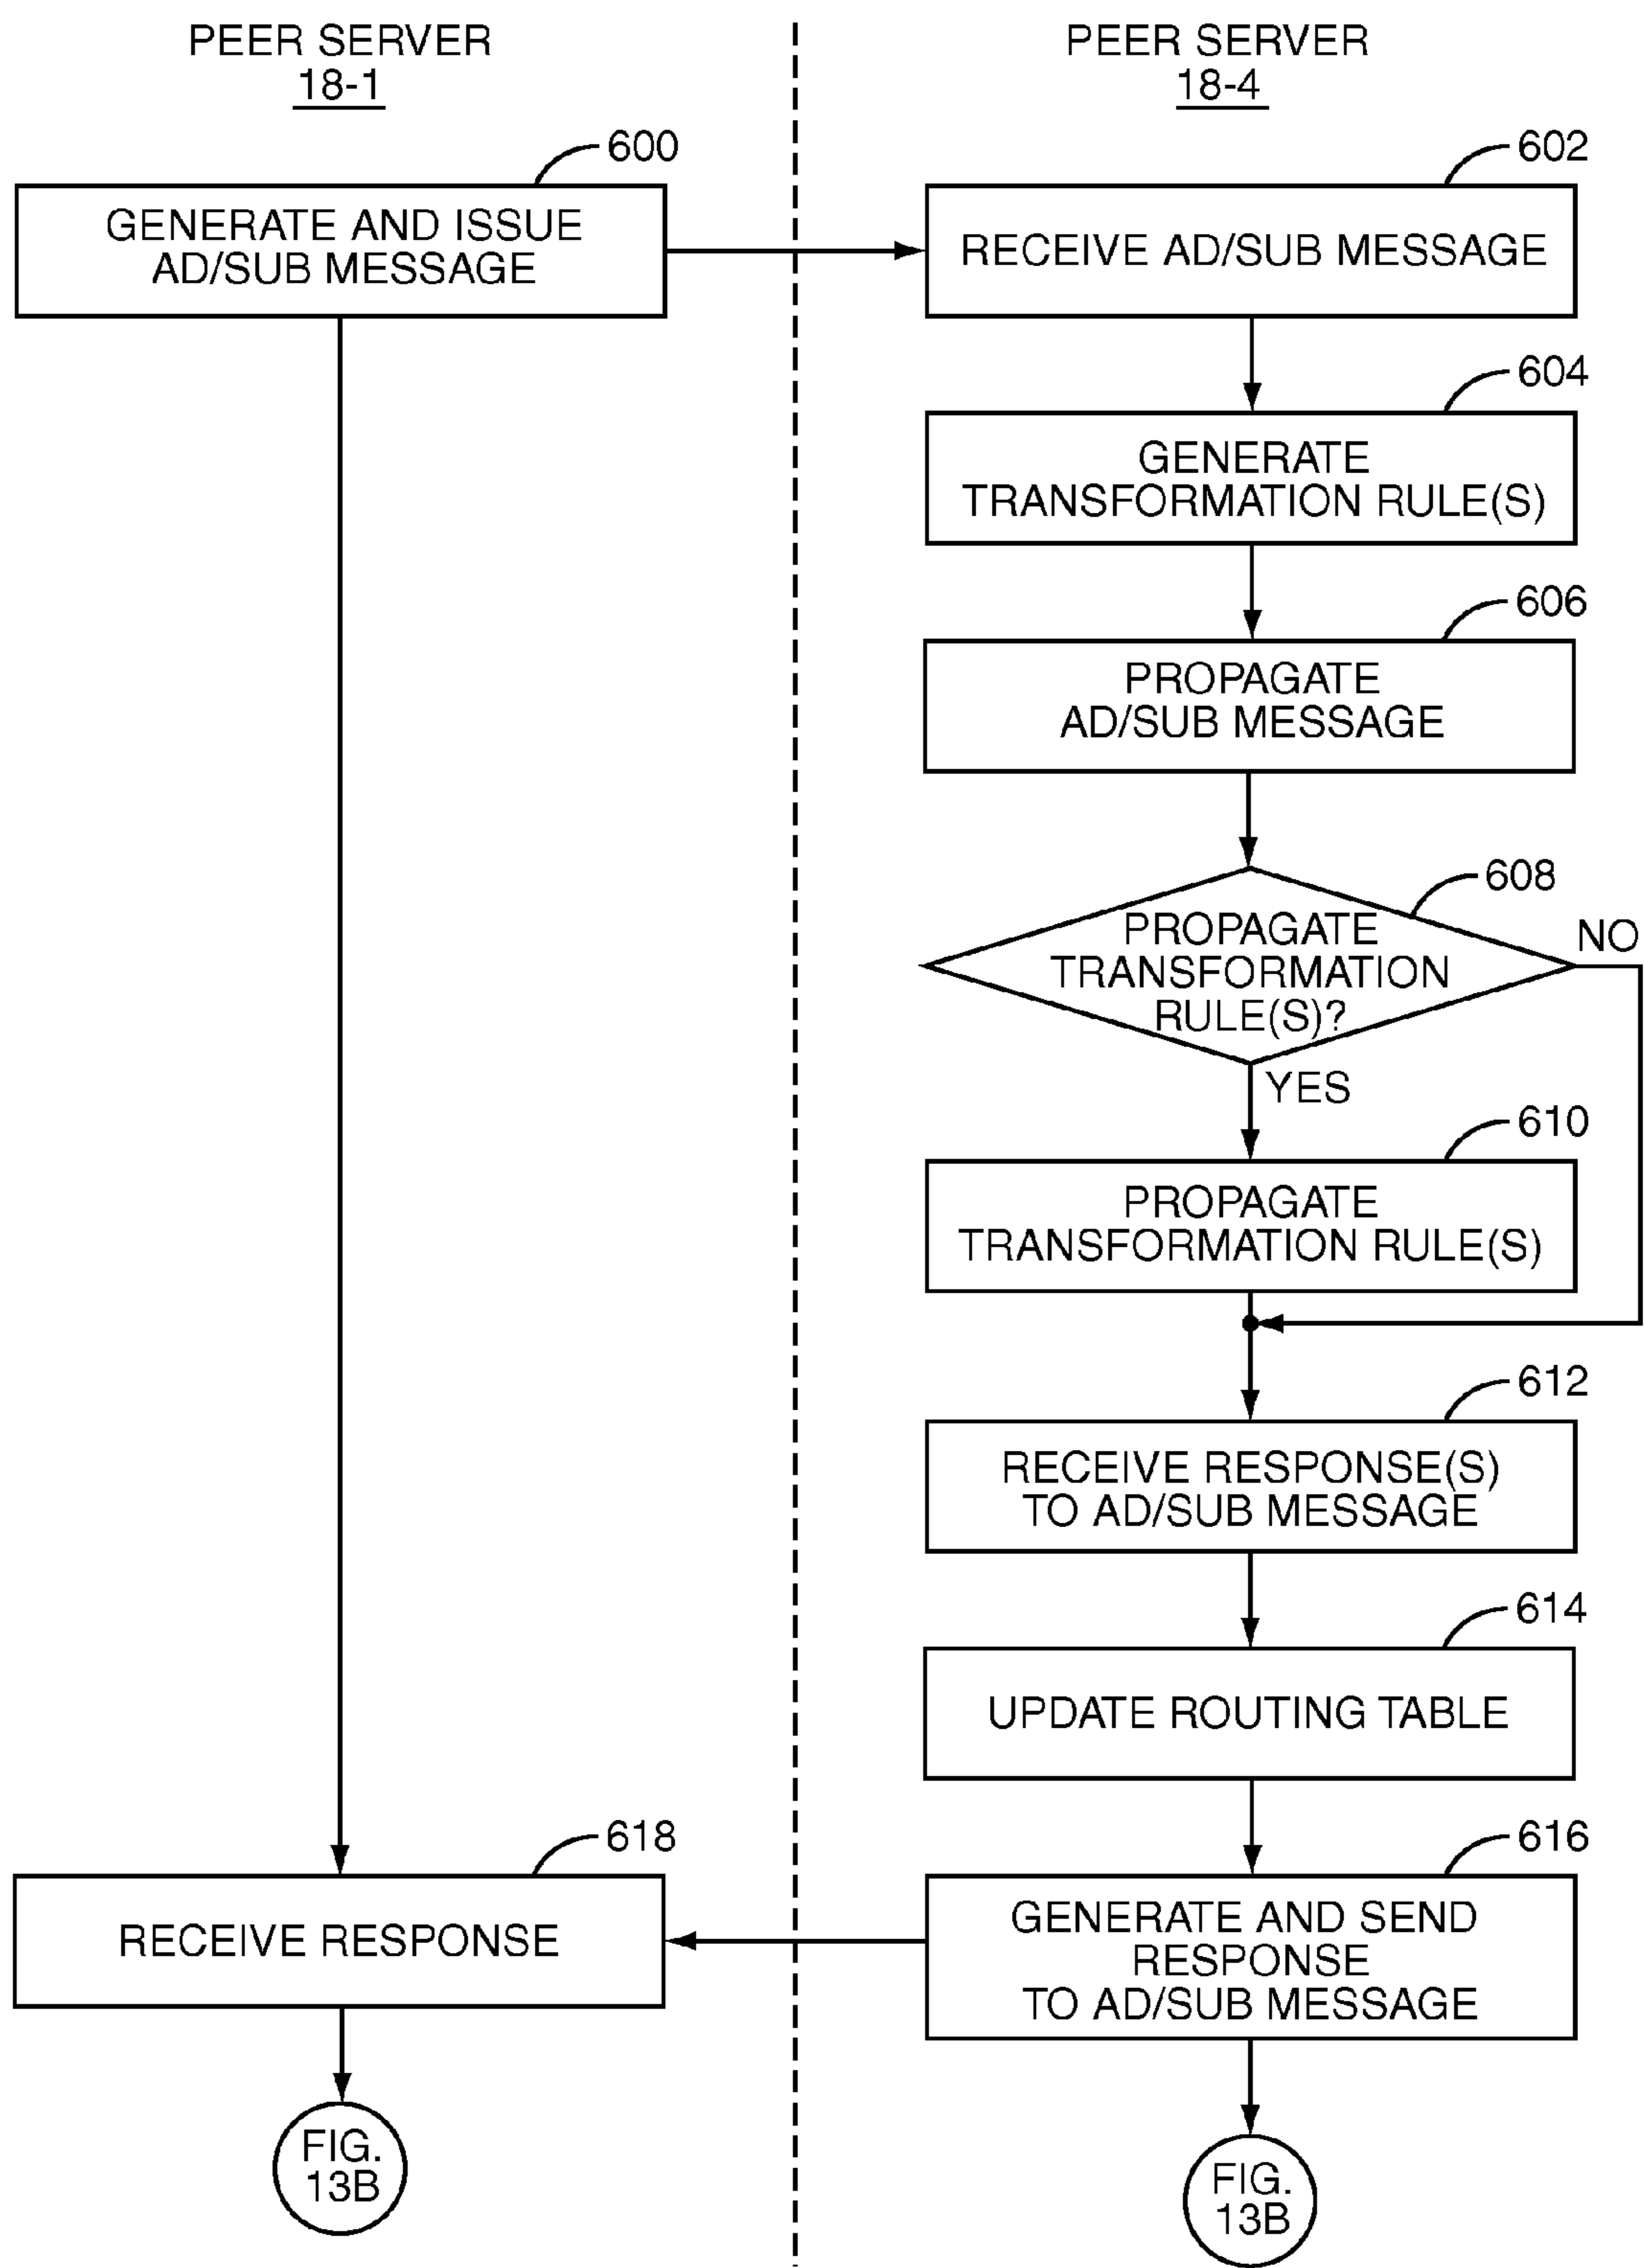 PEER SERVER
18-1
PEER SERVER
18-4
600
GENERATE AND ISSUE
AD/SUB MESSAGE
602
RECEIVE AD/SUB MESSAGE
604
GENERATE
TRANSFORMATION RULE(S)
606
PROPAGATE
AD/SUB MESSAGE
608
PROPAGATE
TRANSFORMATION
RULE(S)?
NO
YES
610
PROPAGATE
TRANSFORMATION RULE(S)
612
RECEIVE RESPONSE(S)
TO AD/SUB MESSAGE
614
UPDATE ROUTING TABLE
618
RECEIVE RESPONSE
616
GENERATE AND SEND
RESPONSE
TO AD/SUB MESSAGE
FIG.
13B
FIG.
13B